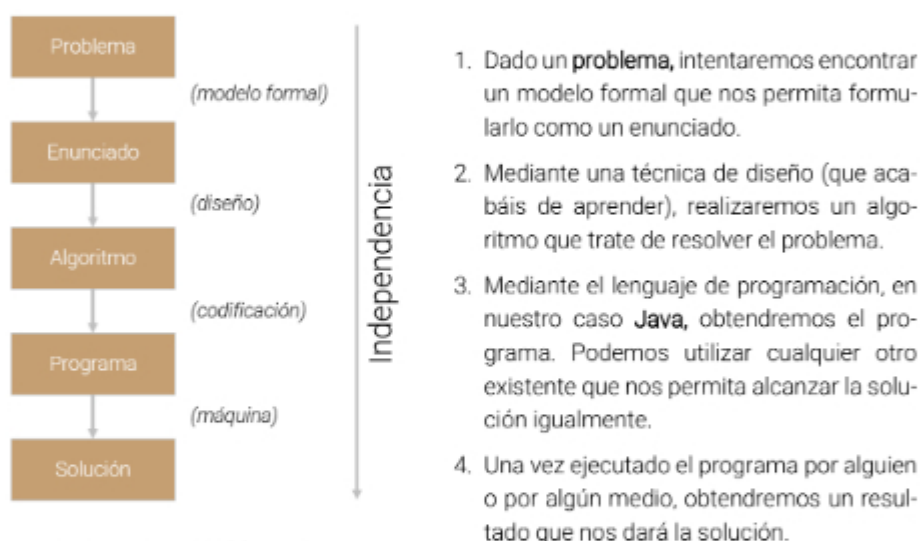 Problema
(modelo formal)
Enunciado
(diseño)
Algoritmo
(codificación)
Programa
(máquina)
Solución
Independencia
1. Dado un problema, intentaremos encontrar
un modelo formal que nos permita formu-
larlo como un enunciado.
2. Mediante una técnica de diseño (que aca-
báis de aprender), realizaremos un algo-
ritmo que trate de resolver el problema.
3. Mediante el lenguaje de programación, en
nuestro caso Java, obtendremos el pro-
grama. Podemos utilizar cualquier otro
existente que nos permita alcanzar la solu-
ción igualmente.
4. Una vez ejecutado el programa por alguien
o por algún medio, obtendremos un resul-
tado que nos dará la solución.